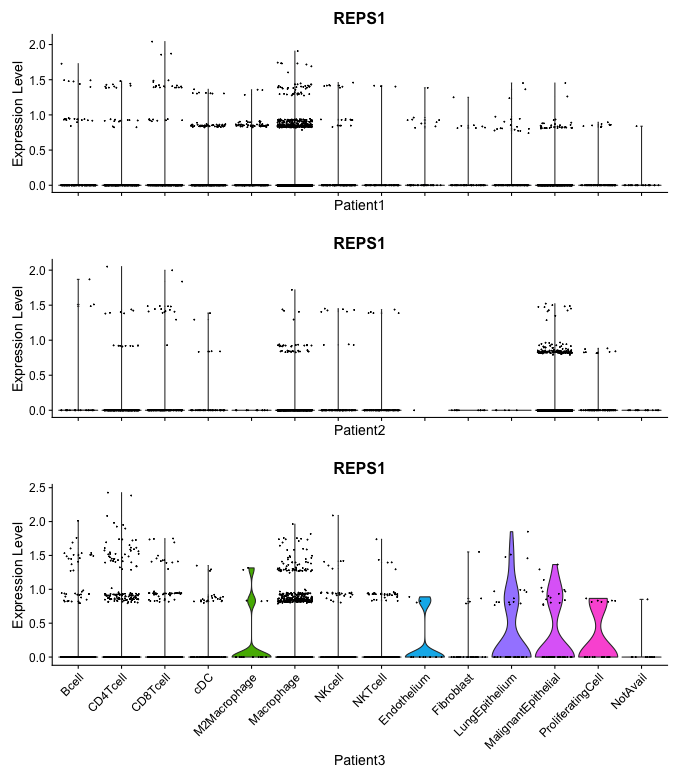 REPS1
Expression Level
2.0
1.5
1.0
0.5
0.0
Patient1
REPS1
Expression Level
2.0
1.5
1.0
0.5
0.0
Patient2
REPS1
Expression Level
2.5
2.0
1.5
1.0
0.5
0.0
Bcell
CD4Tcell
CD8Tcell
cDC
M2Macrophage
Macrophage
NKcell
NKTcell
Endothelium
Fibroblast
LungEpithelium
MalignantEpithelial
ProliferatingCell
NotAvail
Patient3